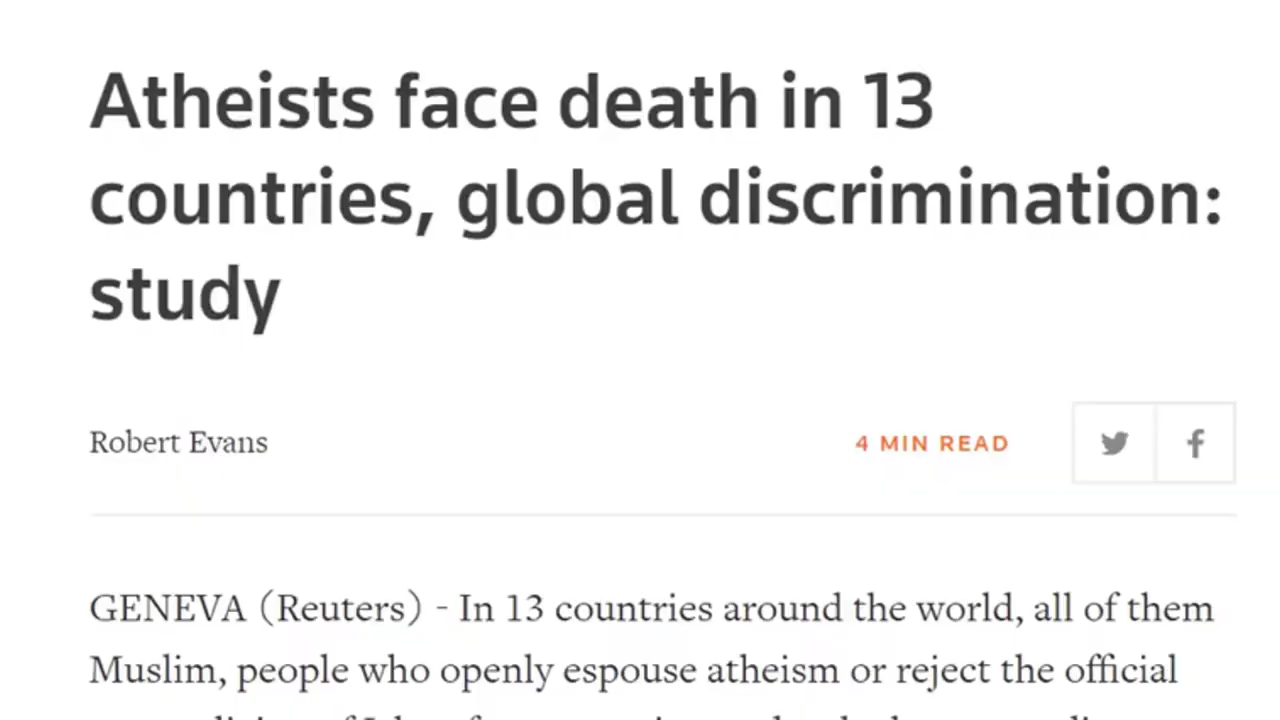 Atheists face death in 13
countries, global discrimination:
study
Robert Evans
4 MIN READ
GENEVA (Reuters) - In 13 countries around the world, all of them
Muslim, people who openly espouse atheism or reject the official